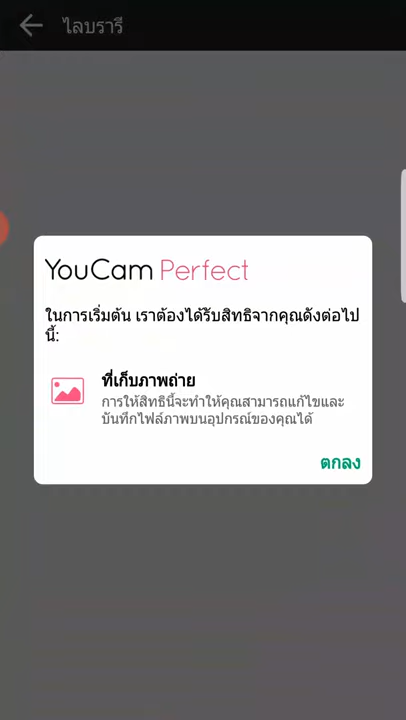 ไลบรารี
YouCam Perfect
ในการเริ่มต้น เราต้องได้รับสิทธิจากคุณดังต่อไป
นี้:
ที่เก็บภาพถ่าย
การให้สิทธินี้จะทำให้คุณสามารถแก้ไขและ
บันทึกไฟล์ภาพบนอุปกรณ์ของคุณได้
ตกลง